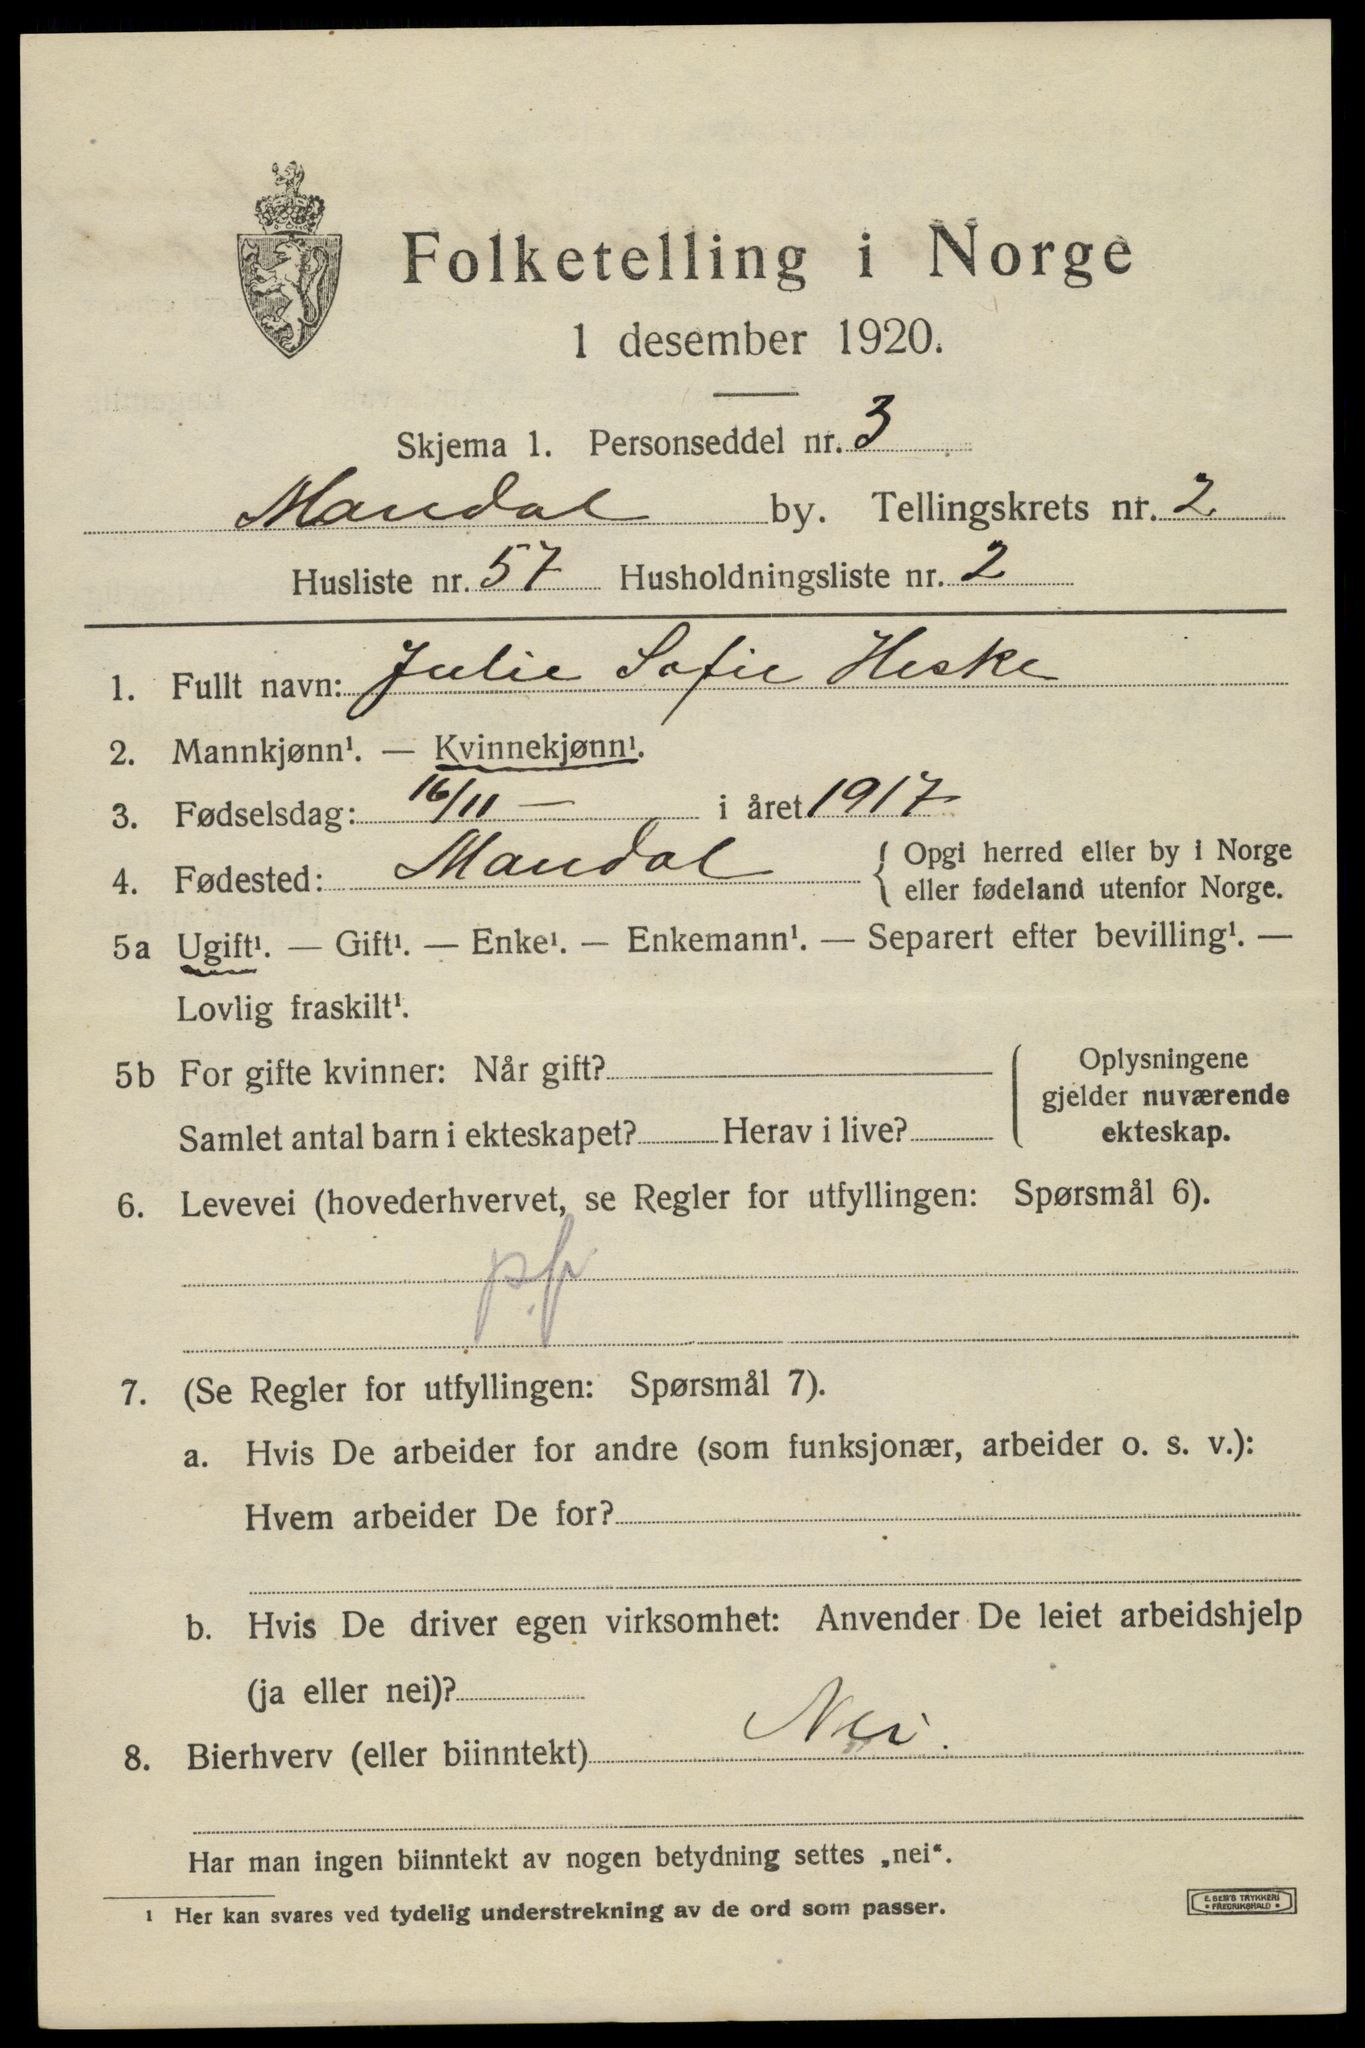 Folketelling i Norge
1 desember 1920.
Skjema 1. Personseddel nr. 3
Mandal by. Tellingskrets nr. 2
Husliste nr. 57 Husholdningsliste nr. 2
1. Fullt navn: Julie Sofie Heske
2. Mannkjønn¹. — Kvinnekjønn¹.
3. Fødselsdag: 16/11 — i året 1917
4. Fødested: Mandal { Opgi herred eller by i Norge
eller fødeland utenfor Norge.
5a Ugift¹. — Gift¹. — Enke¹. — Enkemann¹. — Separert efter bevilling¹. —
Lovlig fraskilt¹.
5b For gifte kvinner: Når gift?
Samlet antal barn i ekteskapet? Herav i live?
Oplysningene
gjelder nuværende
ekteskap.
6. Levevei (hovederhvervet, se Regler for utfyllingen: Spørsmål 6).
7. (Se Regler for utfyllingen: Spørsmål 7).
a. Hvis De arbeider for andre (som funksjonær, arbeider o. s. v.):
Hvem arbeider De for?
b. Hvis De driver egen virksomhet: Anvender De leiet arbeidshjelp
(ja eller nei)?
8. Bierhverv (eller biinntekt) Nei.
Har man ingen biinntekt av nogen betydning settes „nei“.
¹ Her kan svares ved tydelig understrekning av de ord som passer.
E. SEM'S TRYKKERI
• FREDRIKSHALD •